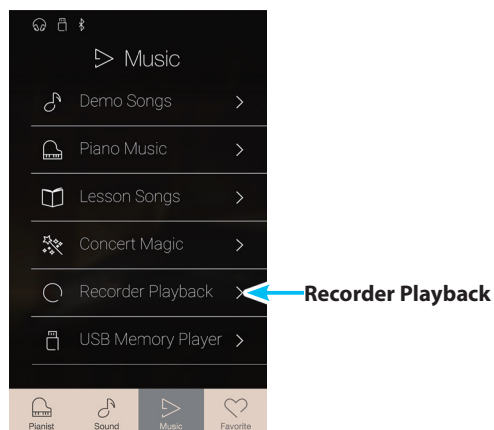 Music
Demo Songs
Piano Music
Lesson Songs
Concert Magic
Recorder Playback
Recorder Playback
USB Memory Player
Pianist Sound Music Favorite